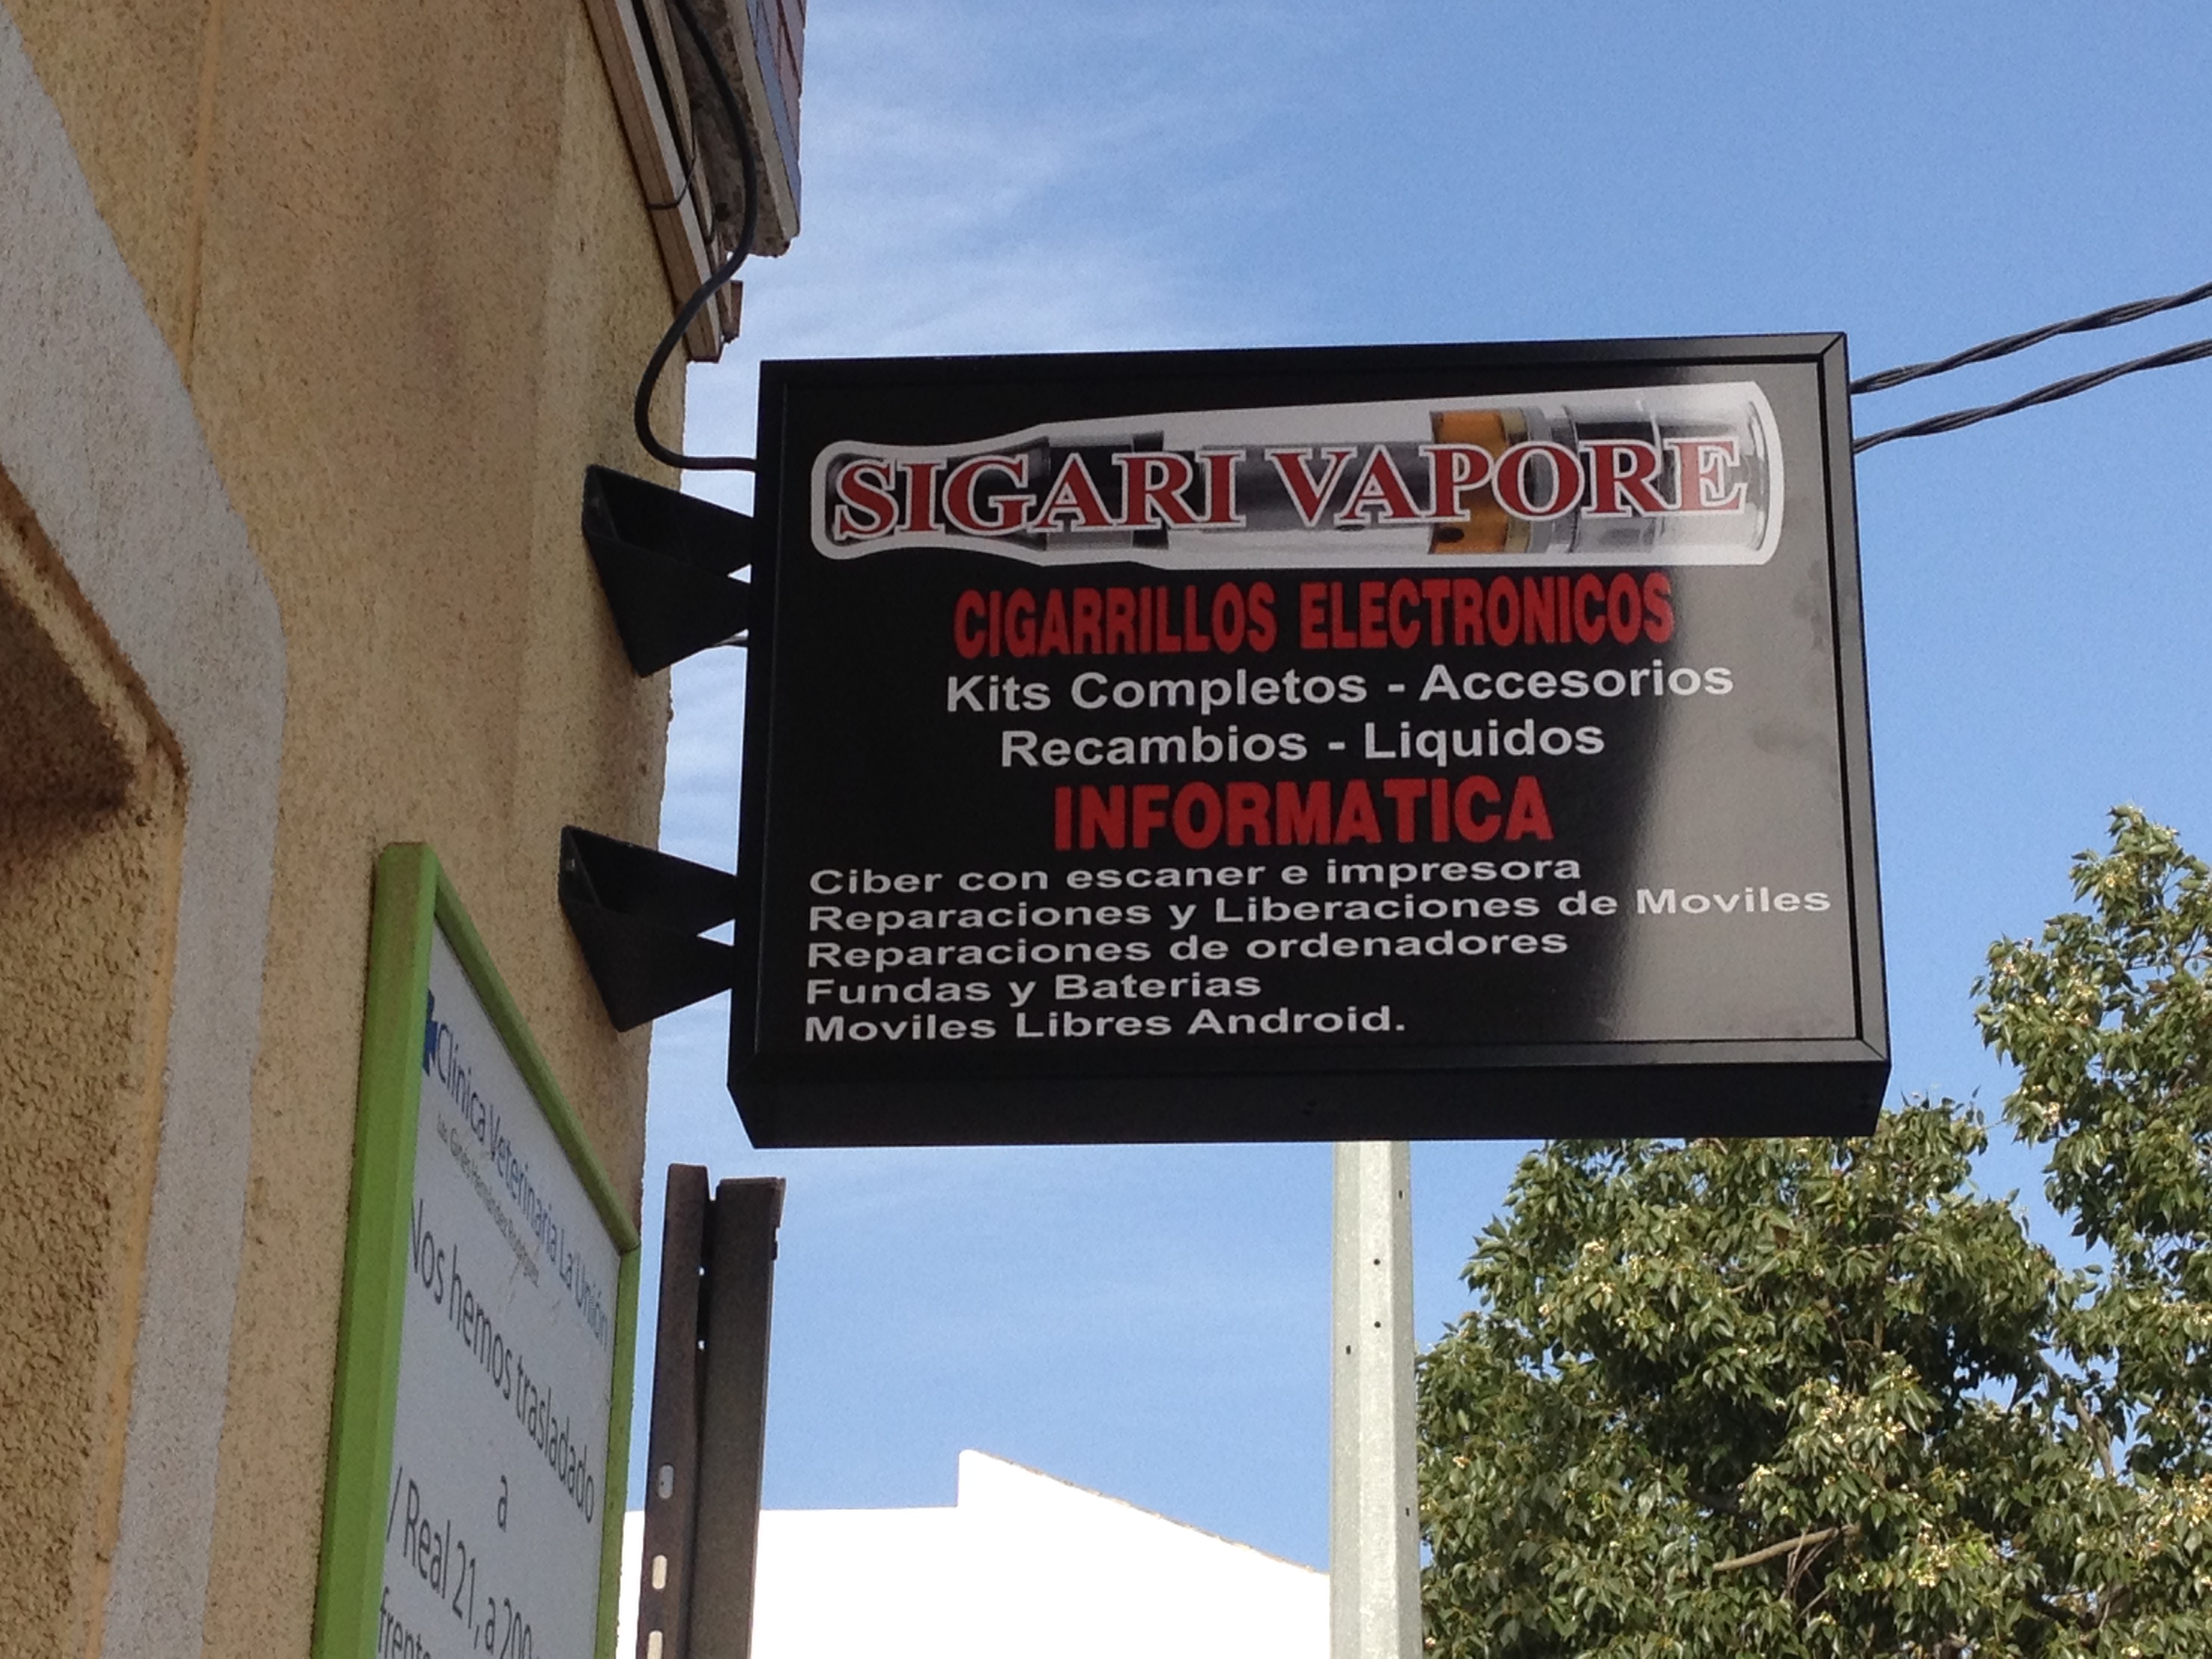 SIGARI VAPORE
CIGARRILLOS ELECTRONICOS
Kits Completos - Accesorios
Recambios - Liquidos
INFORMATICA
Ciber con escaner e impresora
Reparaciones y Liberaciones de Moviles
Reparaciones de ordenadores
Fundas y Baterias
Moviles Libres Android.
Clínica Veterinaria La Unión
Nos hemos trasladado
a
/ Real 21, a 200